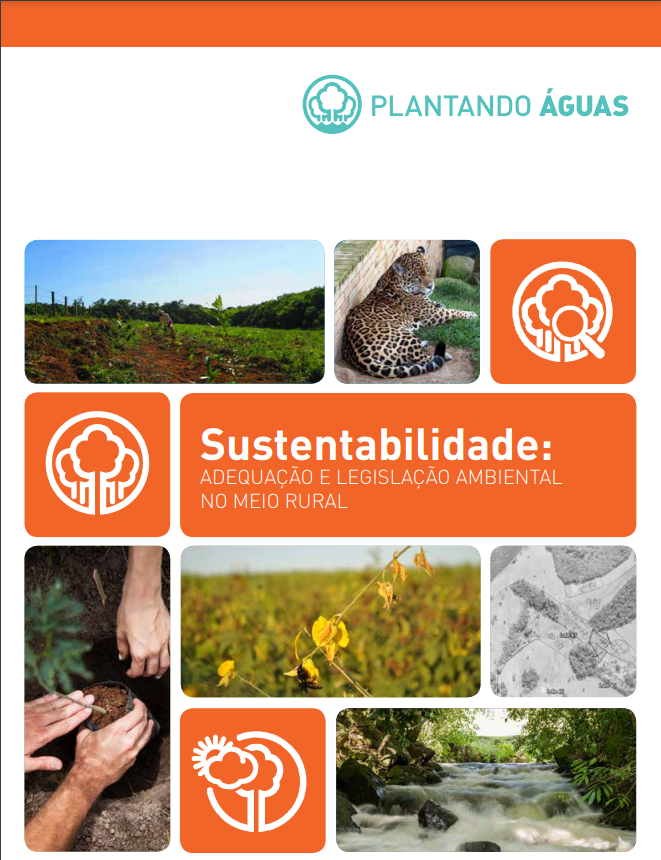 PLANTANDO ÁGUAS
Sustentabilidade:
ADEQUAÇÃO E LEGISLAÇÃO AMBIENTAL
NO MEIO RURAL